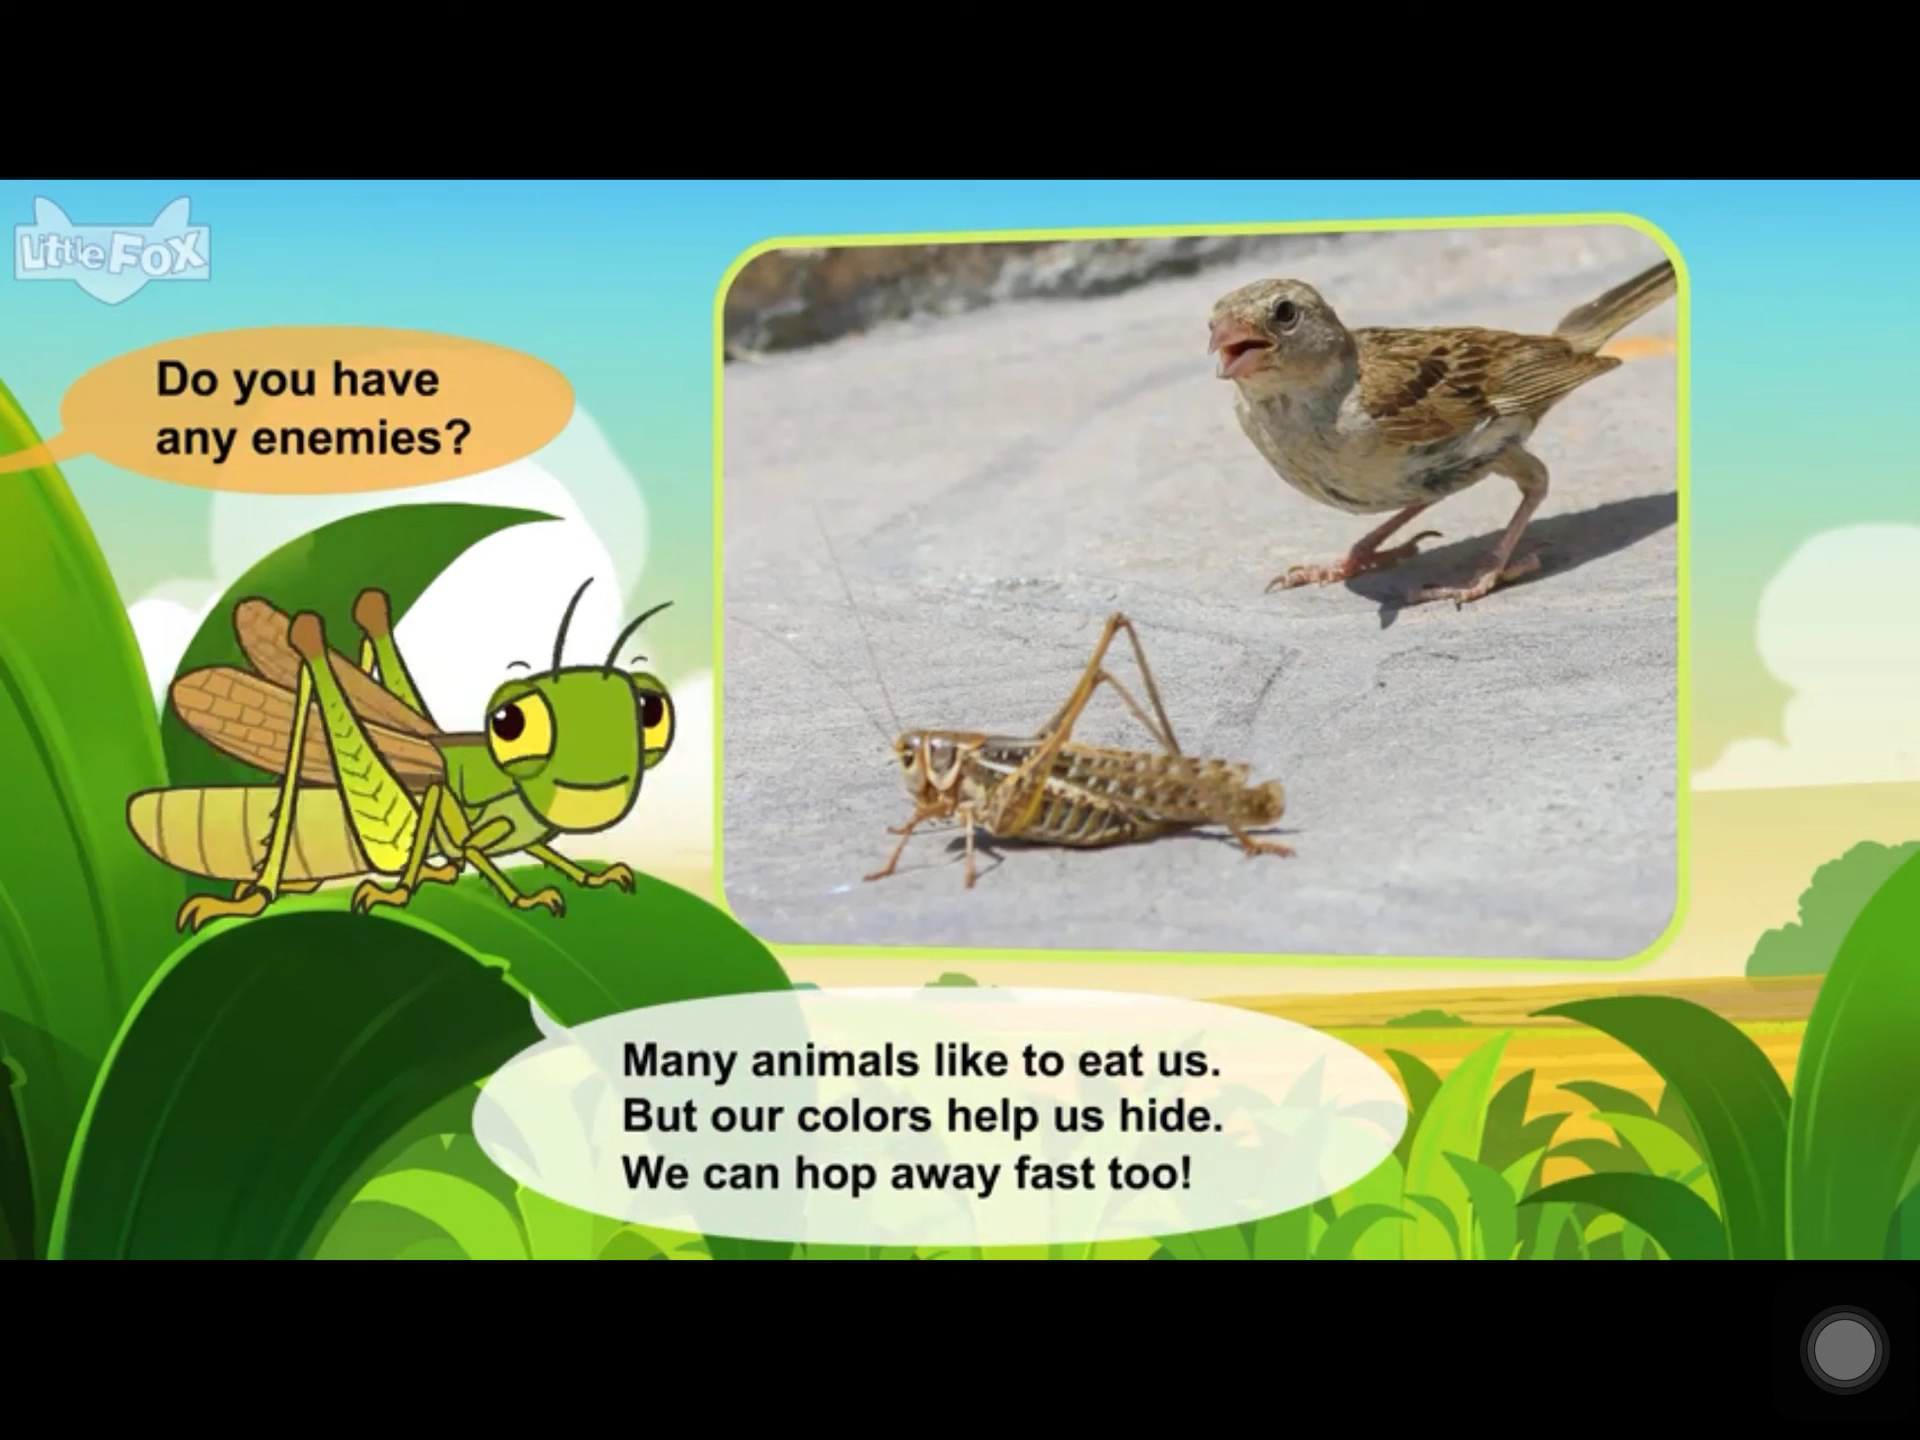 Little Fox
Do you have
any enemies?
Many animals like to eat us.
But our colors help us hide.
We can hop away fast too!